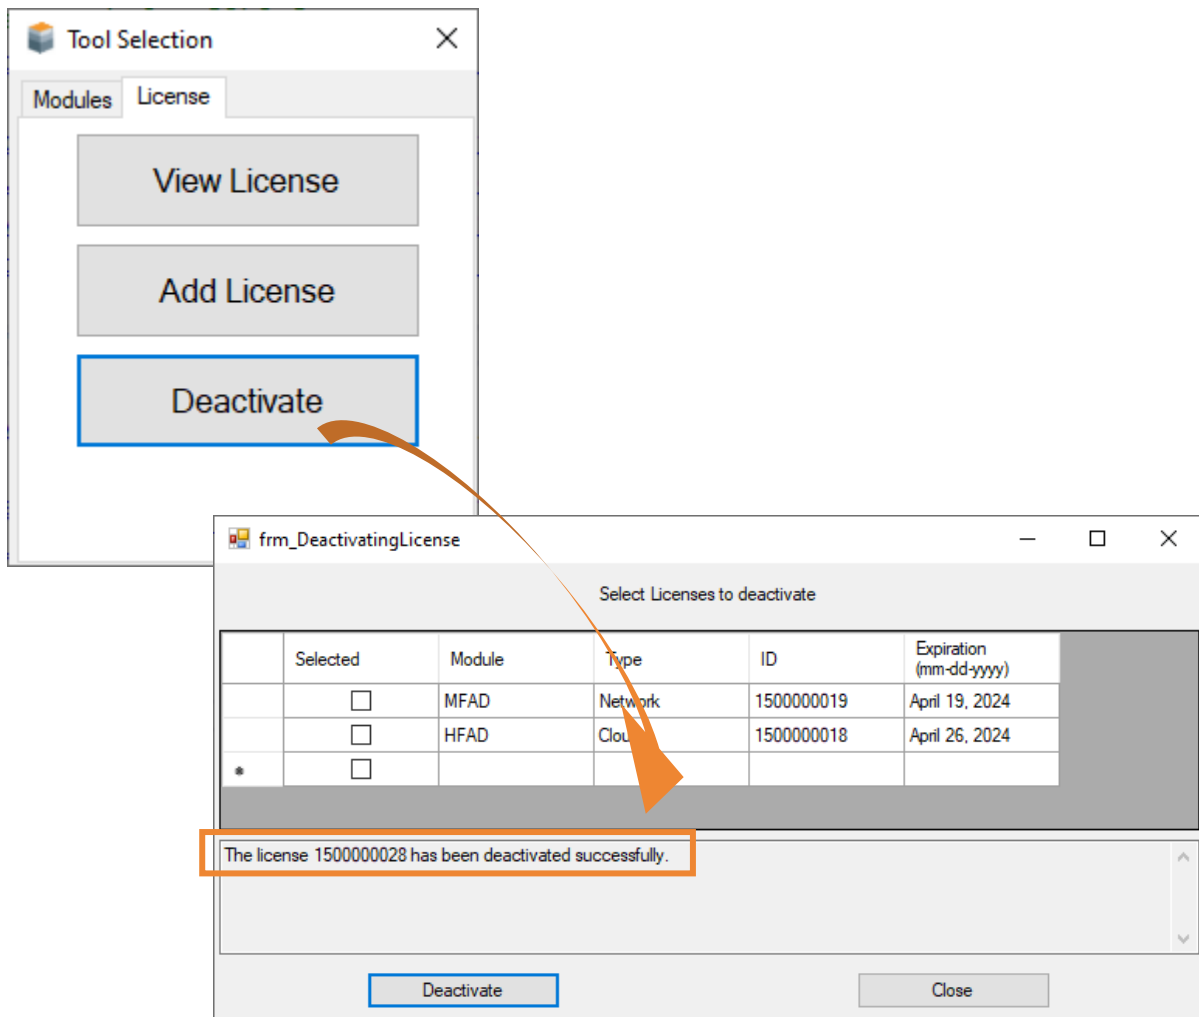 Tool Selection
Modules License
View License
Add License
Deactivate
frm_DeactivatingLicense
Select Licenses to deactivate
Selected Module Type ID Expiration
(mm-dd-yyyy)
MFAD Network 1500000019 April 19, 2024
HFAD Cloud 1500000018 April 26, 2024
*
The license 1500000028 has been deactivated successfully.
Deactivate Close